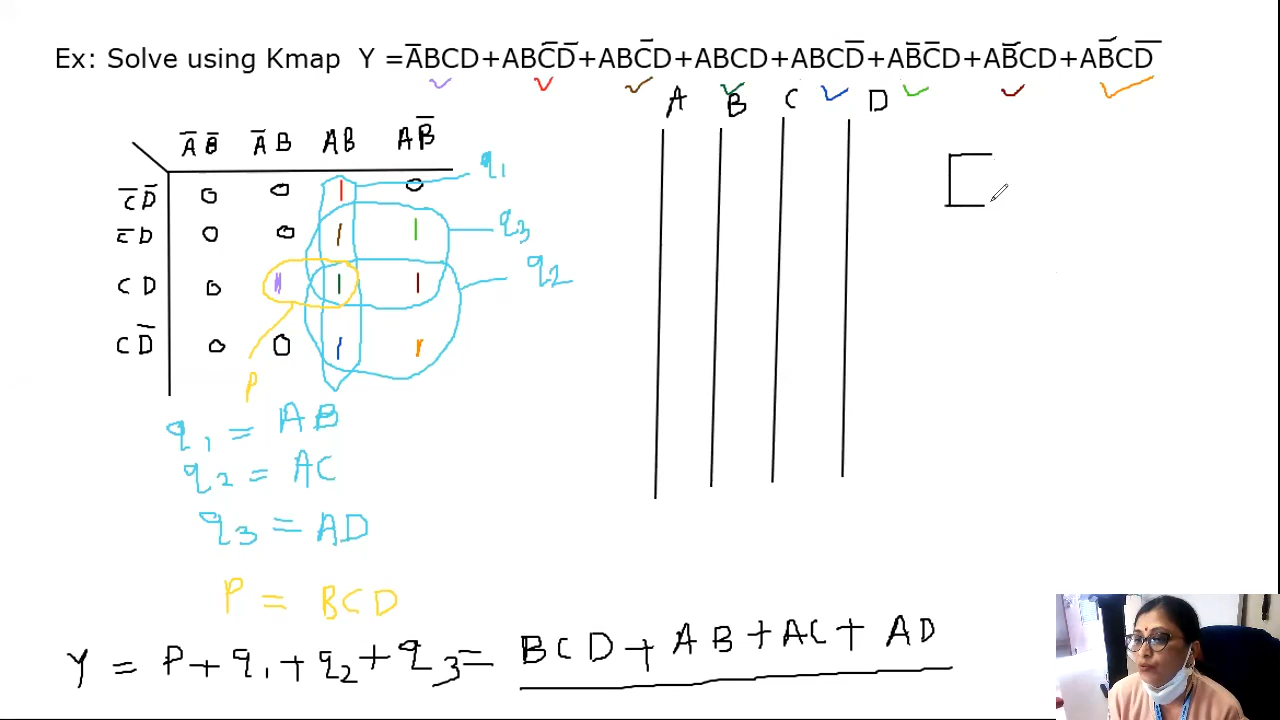 Ex: Solve using Kmap Y =A̅BCD+ABC̅D̅+ABC̅D+ABCD+ABCD̅+AB̅C̅D+AB̅CD+AB̅CD̅
A B C D
A̅B̅ A̅B AB AB̅
q1
C̅D̅ 0 0 1 0
C̅D 0 0 1 1
q3
q2
CD 0 1 1 1
CD̅ 0 0 1 1
P
q1 = AB
q2 = AC
q3 = AD
P = BCD
Y = P+q1+q2+q3= BCD+AB+AC+AD